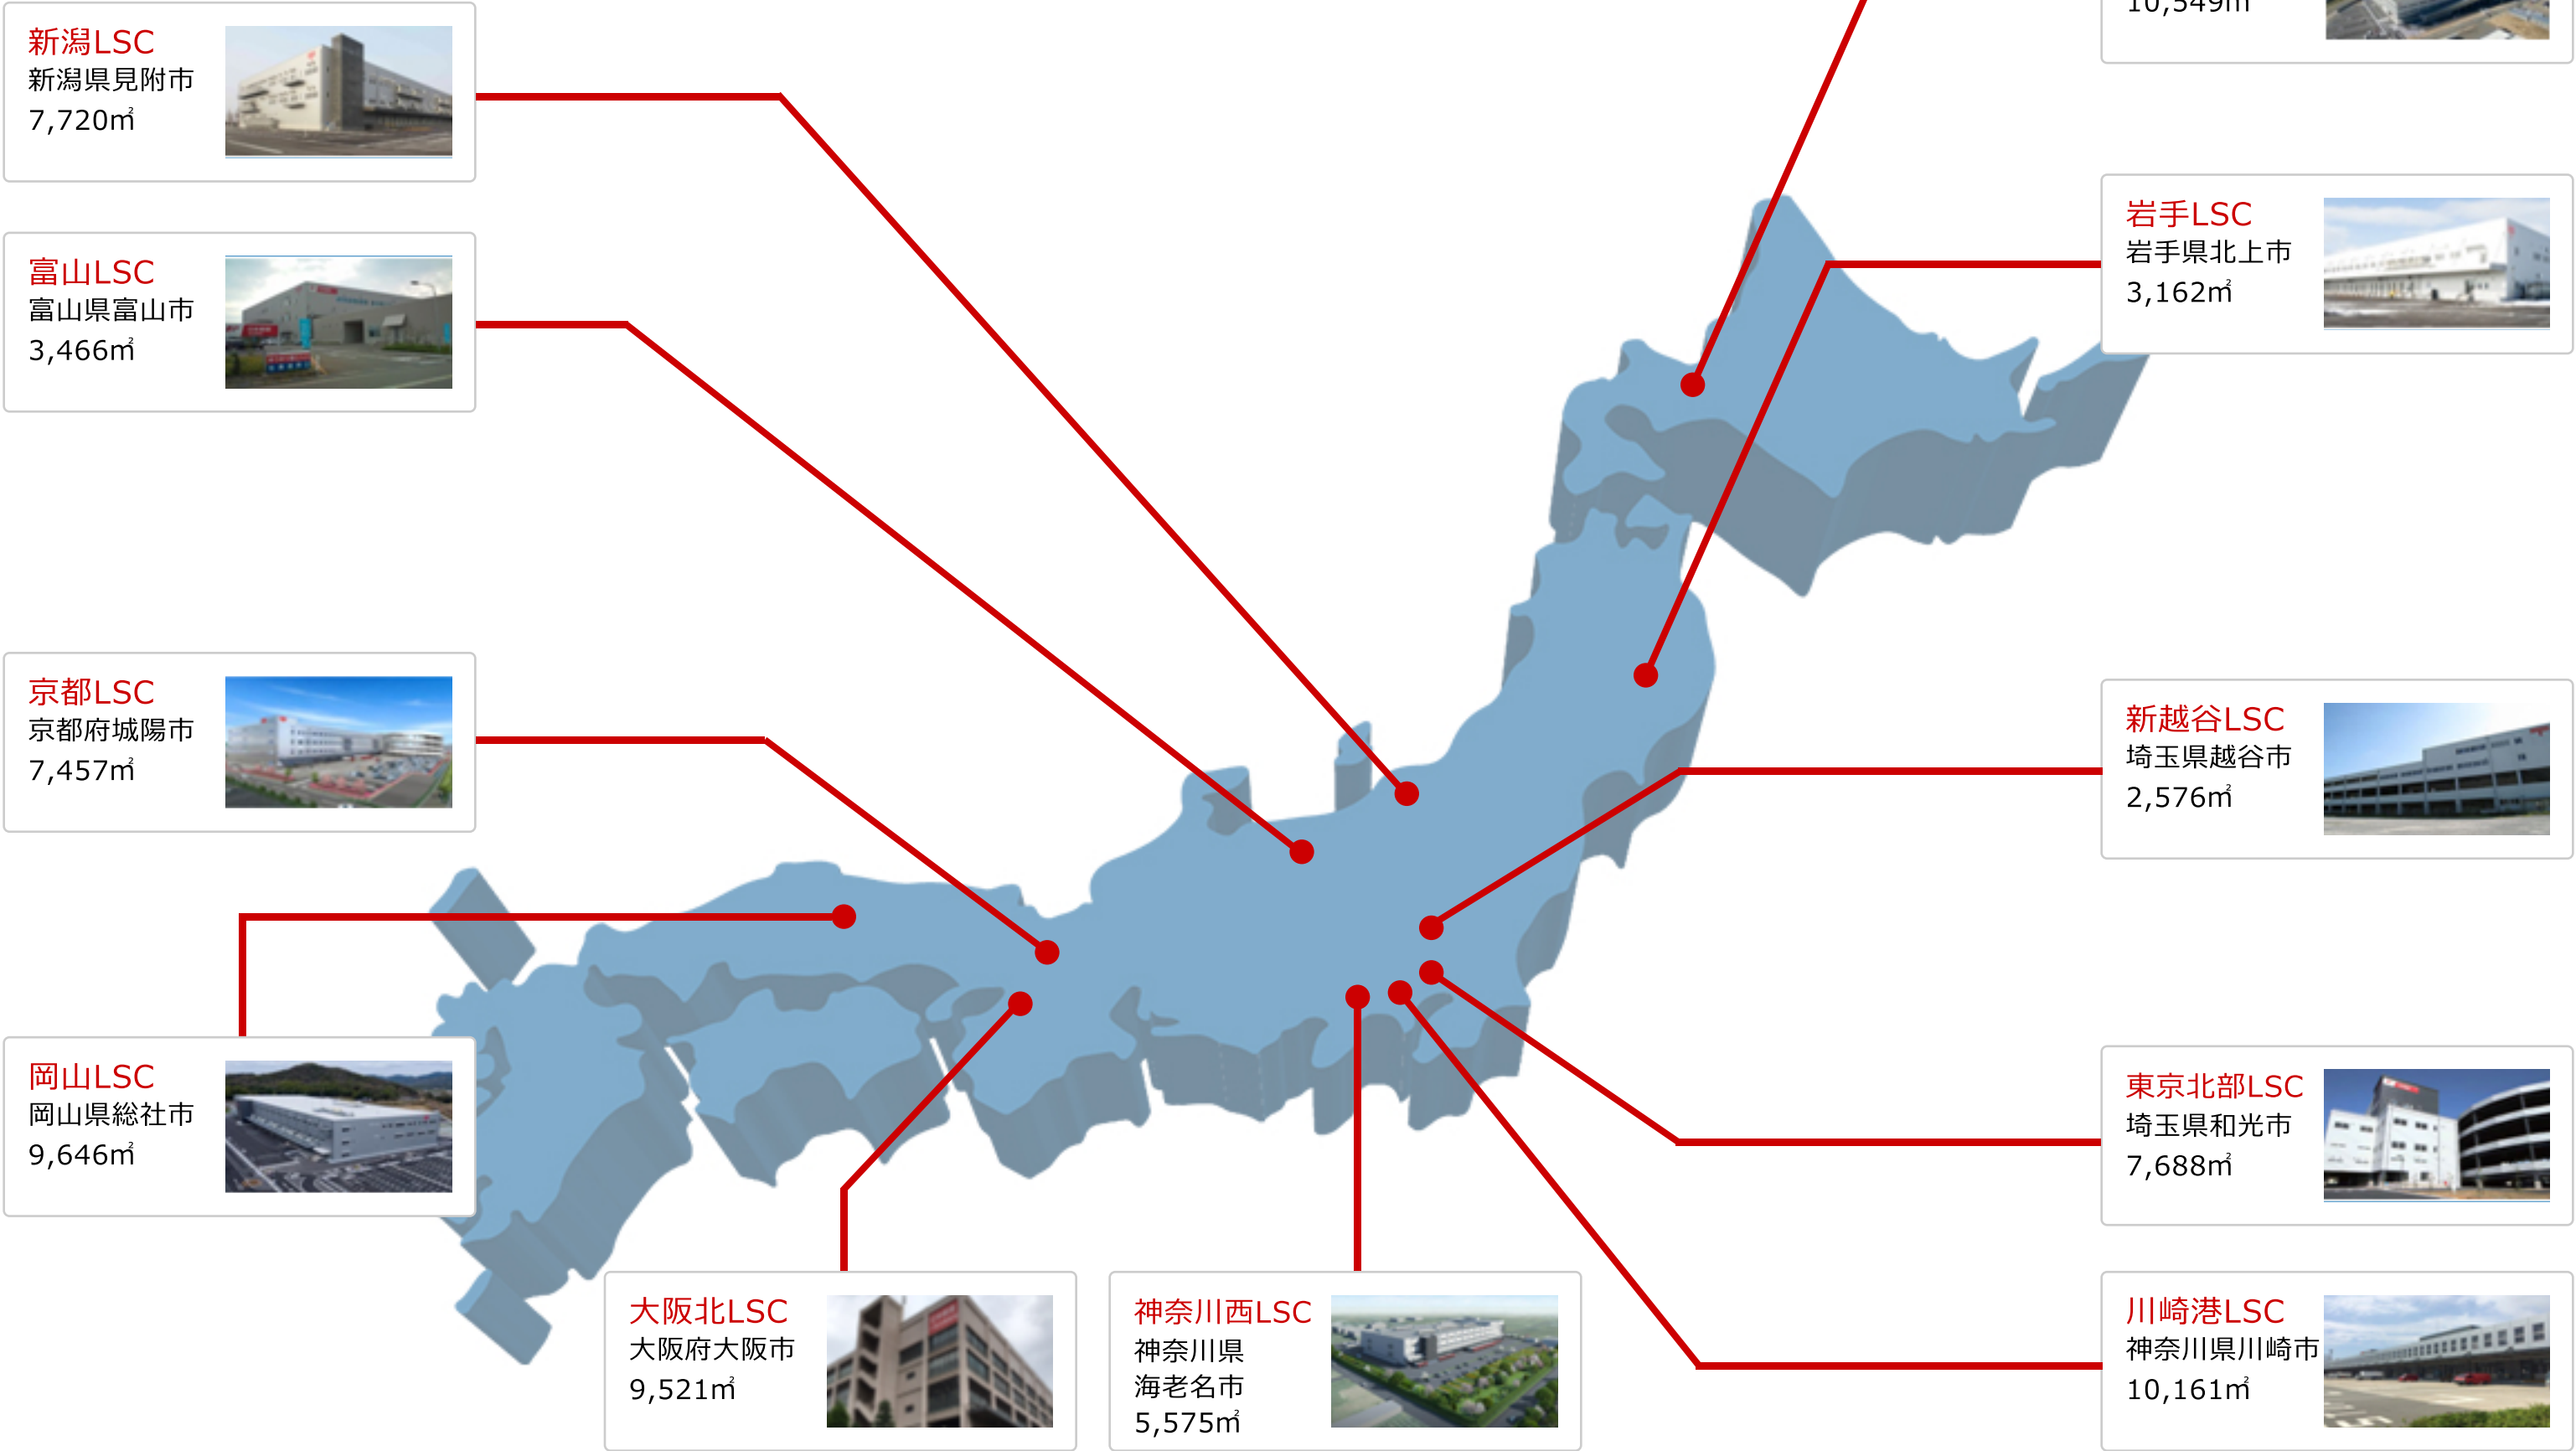 新潟LSC
新潟県見附市
7,720㎡
富山LSC
富山県富山市
3,466㎡
京都LSC
京都府城陽市
7,457㎡
岡山LSC
岡山県総社市
9,646㎡
大阪北LSC
大阪府大阪市
9,521㎡
神奈川西LSC
神奈川県
海老名市
5,575㎡
10,549㎡
岩手LSC
岩手県北上市
3,162㎡
新越谷LSC
埼玉県越谷市
2,576㎡
東京北部LSC
埼玉県和光市
7,688㎡
川崎港LSC
神奈川県川崎市
10,161㎡